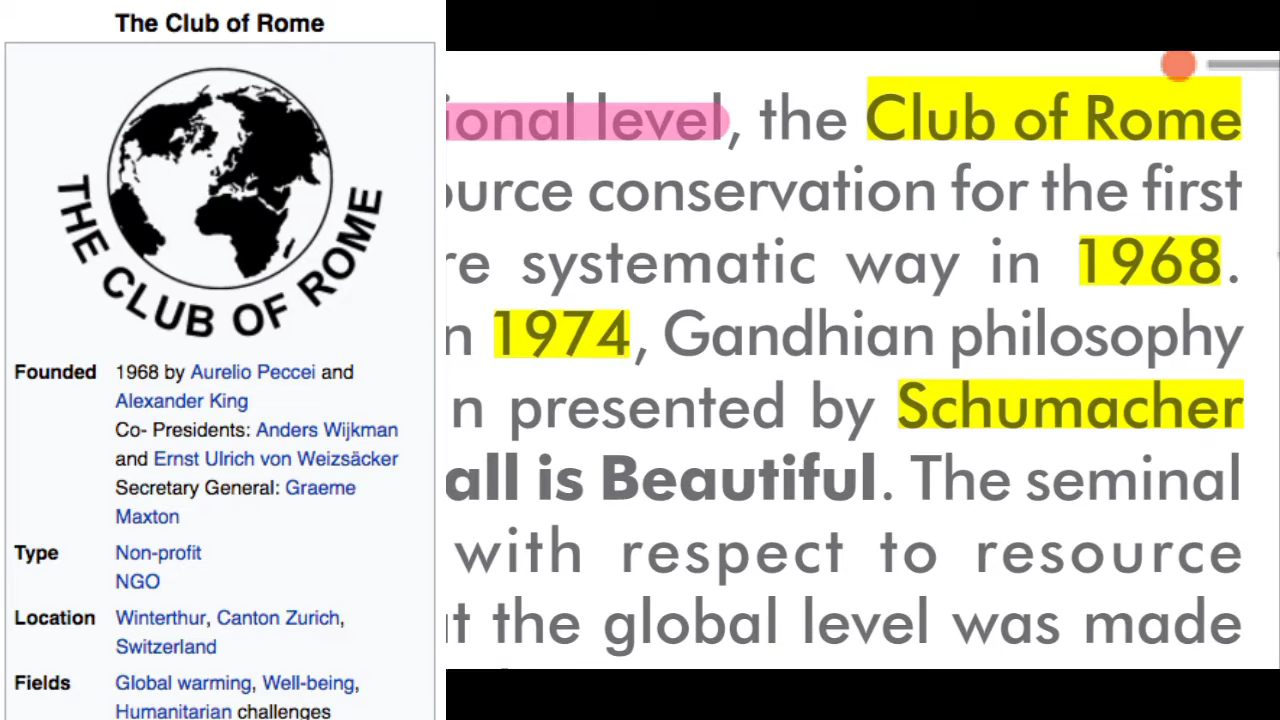 The Club of Rome
THE CLUB OF ROME
Founded 1968 by Aurelio Peccei and
Alexander King
Co- Presidents: Anders Wijkman
and Ernst Ulrich von Weizsäcker
Secretary General: Graeme
Maxton
Type Non-profit
NGO
Location Winterthur, Canton Zurich,
Switzerland
Fields Global warming, Well-being,
Humanitarian challenges
level, the Club of Rome
conservation for the first
systematic way in 1968.
1974, Gandhian philosophy
presented by Schumacher
is Beautiful. The seminal
with respect to resource
the global level was made